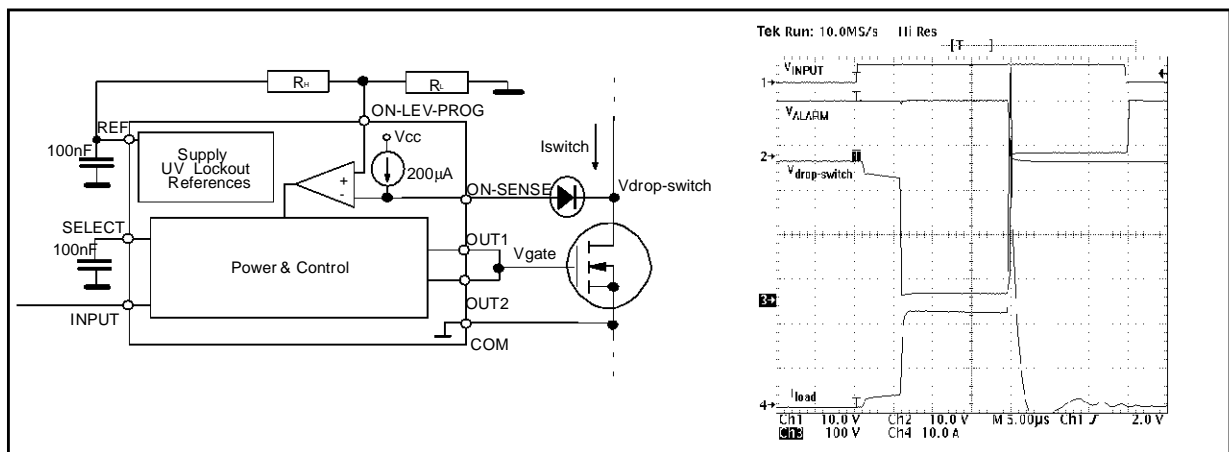 RH
RL
ON-LEV-PROG
REF
100nF
Supply
UV Lockout
References
Vcc
200µA
+
-
ON-SENSE
Iswitch
Vdrop-switch
SELECT
100nF
Power & Control
OUT1
Vgate
OUT2
INPUT
COM
Tek Run: 10.0MS/s Hi Res
[T ]
VINPUT
1→
T
VALARM
2→
T
Vdrop-switch
3→
Iload
T
4→
Ch1 10.0 V Ch2 10.0 V M 5.00µs Ch1 ƒ 2.0 V
Ch3 100 V Ch4 10.0 A